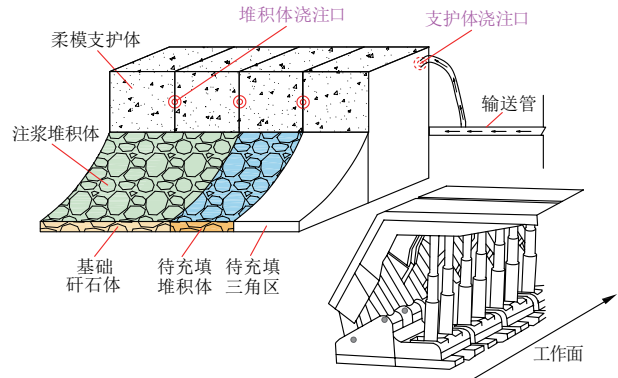 堆积体浇注口
支护体浇注口
柔模支护体
输送管
注浆堆积体
基础
矸石体
待充填
堆积体
待充填
三角区
工作面